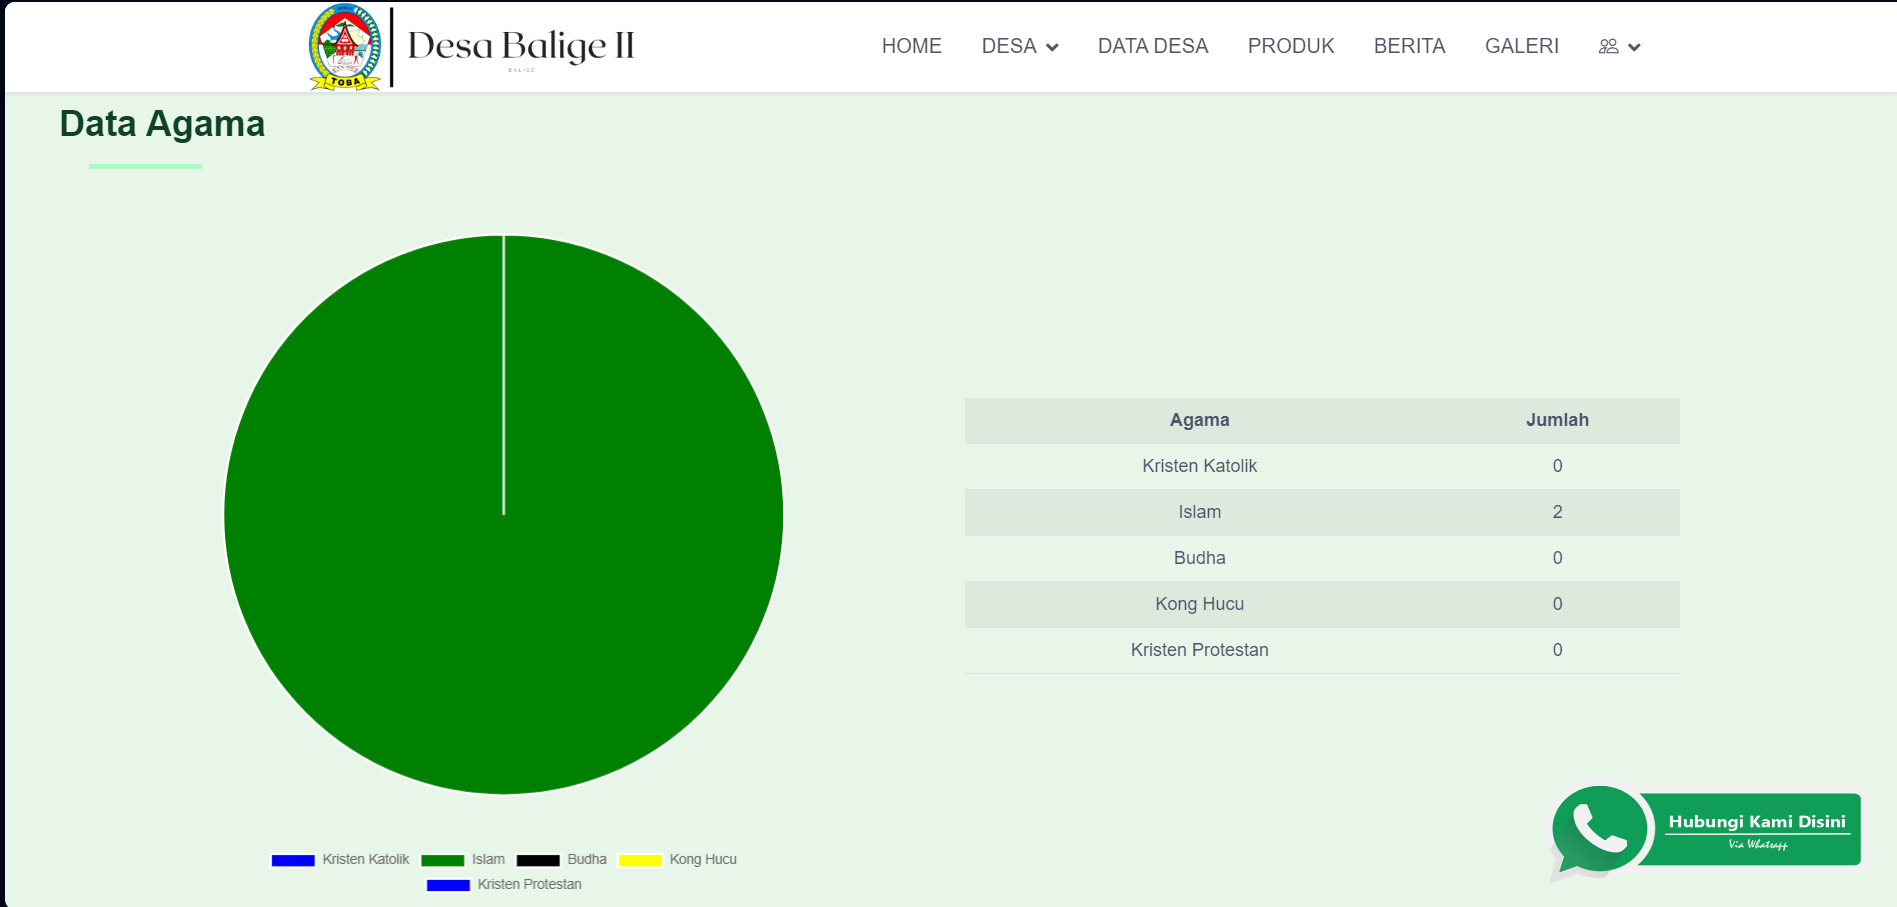 TOBA
Desa Balige II
BALIGE
HOME DESA DATA DESA PRODUK BERITA GALERI
Data Agama
Agama Jumlah
Kristen Katolik 0
Islam 2
Budha 0
Kong Hucu 0
Kristen Protestan 0
Kristen Katolik Islam Budha Kong Hucu
Kristen Protestan
Hubungi Kami Disini
Via Whatsapp